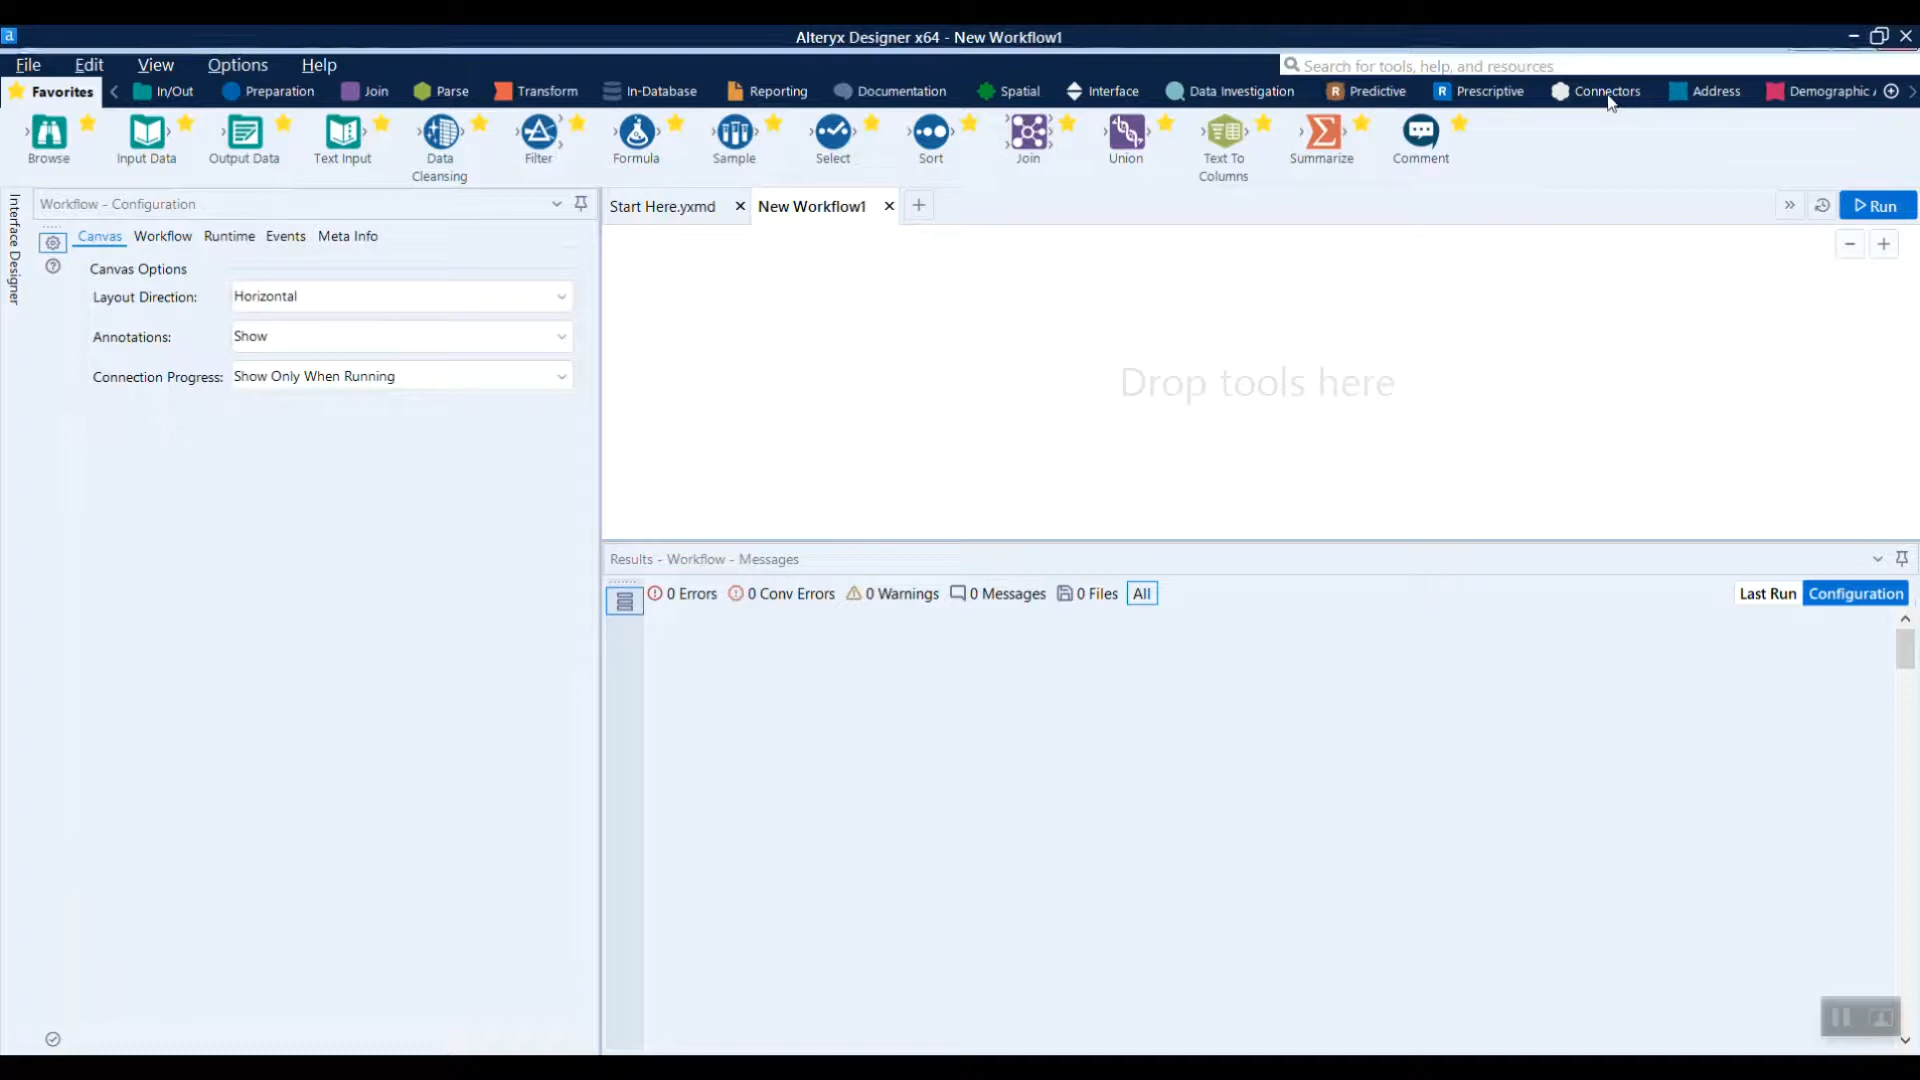 a
Alteryx Designer x64 - New Workflow1
File Edit View Options Help
Search for tools, help, and resources
Favorites In/Out Preparation Join Parse Transform In-Database Reporting Documentation Spatial Interface Data Investigation R Predictive R Prescriptive Connectors Address Demographic
Browse Input Data Output Data Text Input Data Cleansing Filter Formula Sample Select Sort Join Union Text To Columns Summarize Comment
Interface Designer
Workflow - Configuration
Start Here.yxmd New Workflow1
Run
Canvas Workflow Runtime Events Meta Info
Canvas Options
Layout Direction: Horizontal
Annotations: Show
Connection Progress: Show Only When Running
Drop tools here
Results - Workflow - Messages
0 Errors 0 Conv Errors 0 Warnings 0 Messages 0 Files All
Last Run Configuration